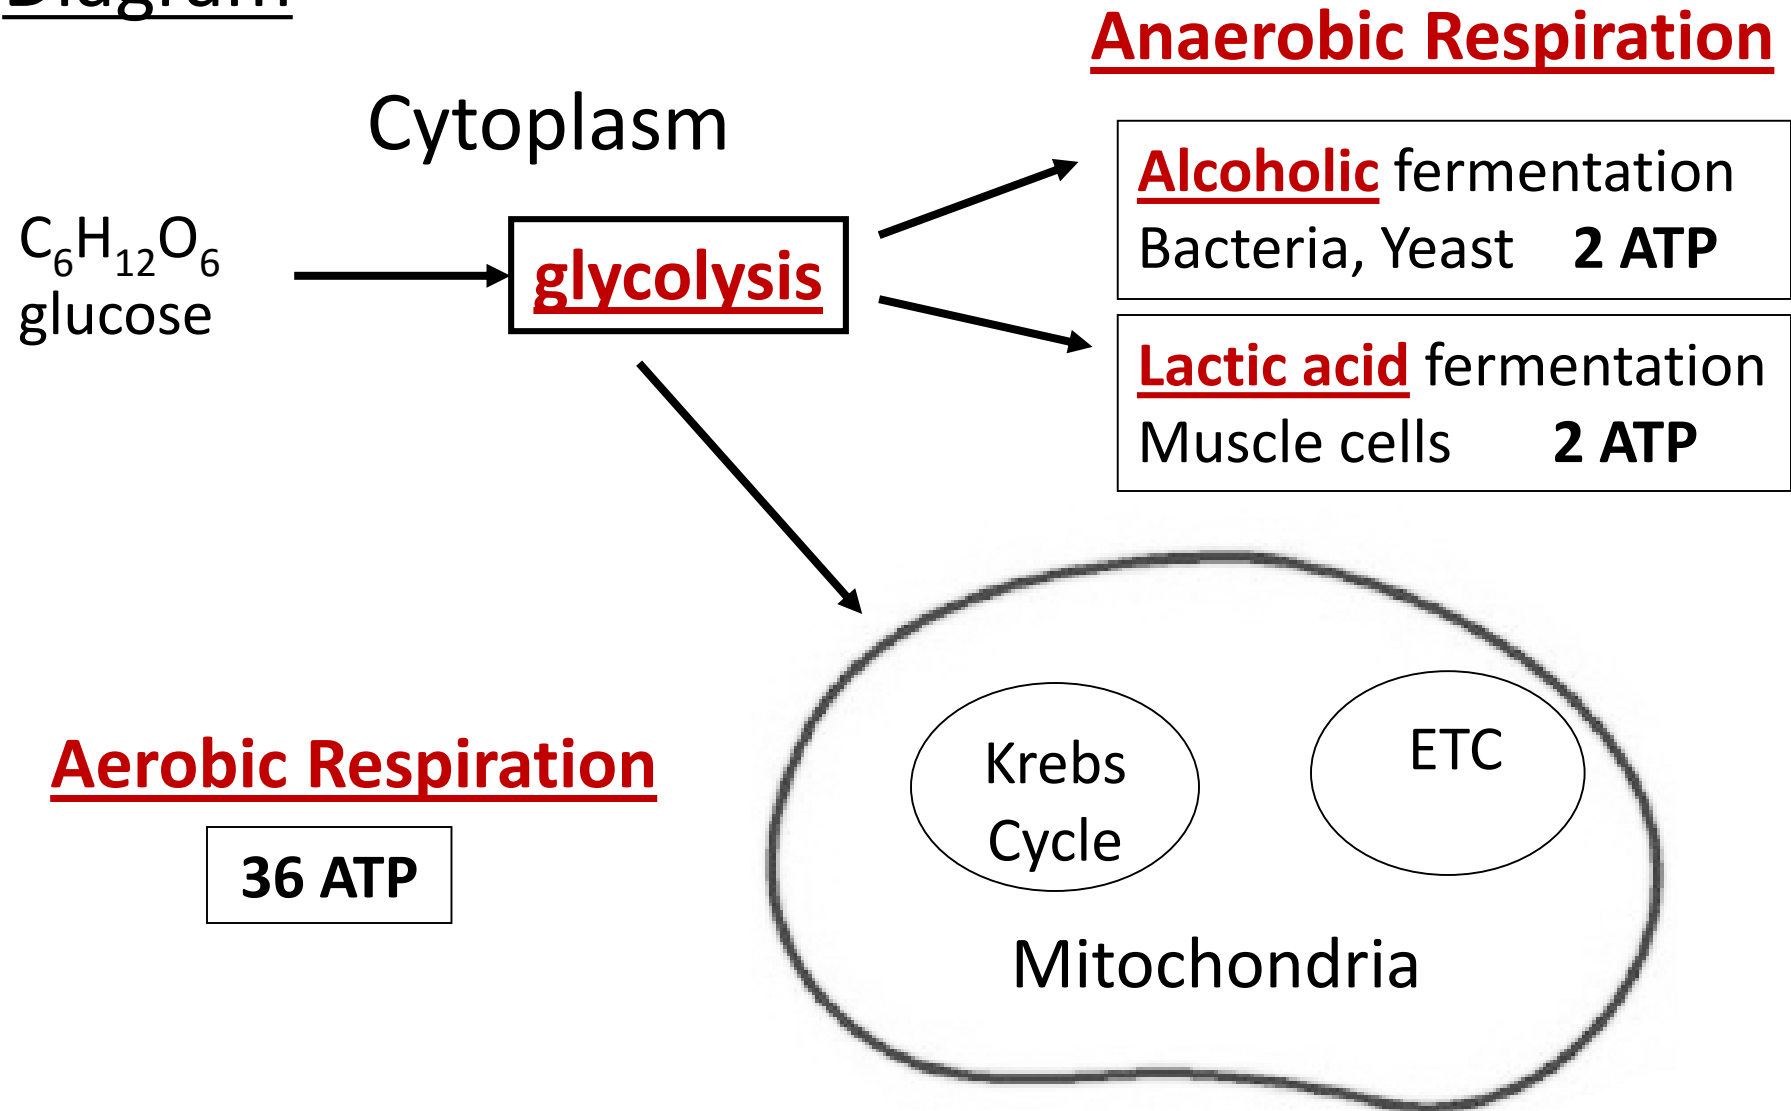 Diagram
Anaerobic Respiration
Cytoplasm
Alcoholic fermentation
Bacteria, Yeast 2 ATP
C₆H₁₂O₆
glucose
glycolysis
Lactic acid fermentation
Muscle cells 2 ATP
Aerobic Respiration
36 ATP
Krebs
Cycle
ETC
Mitochondria